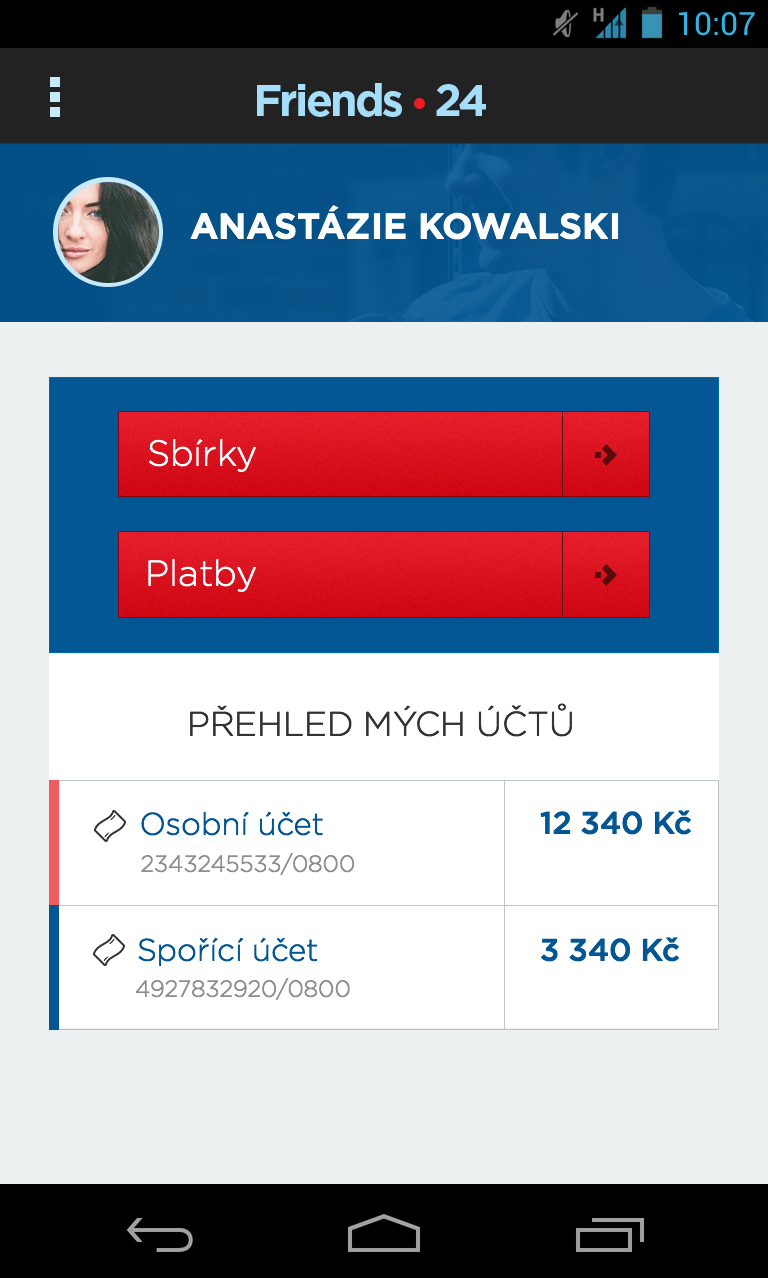 H
10:07
Friends • 24
ANASTÁZIE KOWALSKI
Sbírky
Platby
PŘEHLED MÝCH ÚČTŮ
Osobní účet
12 340 Kč
2343245533/0800
Spořící účet
3 340 Kč
4927832920/0800